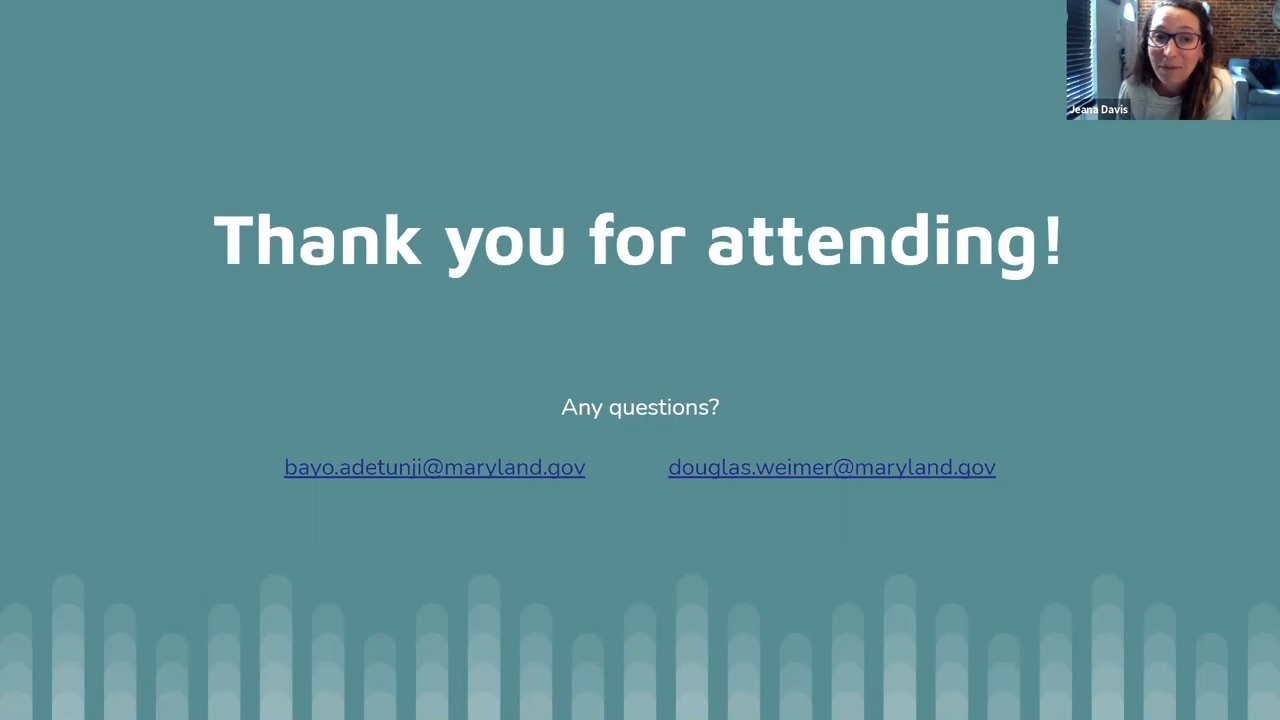 Jeana Davis
Thank you for attending!
Any questions?
bayo.adetunji@maryland.gov
douglas.weimer@maryland.gov